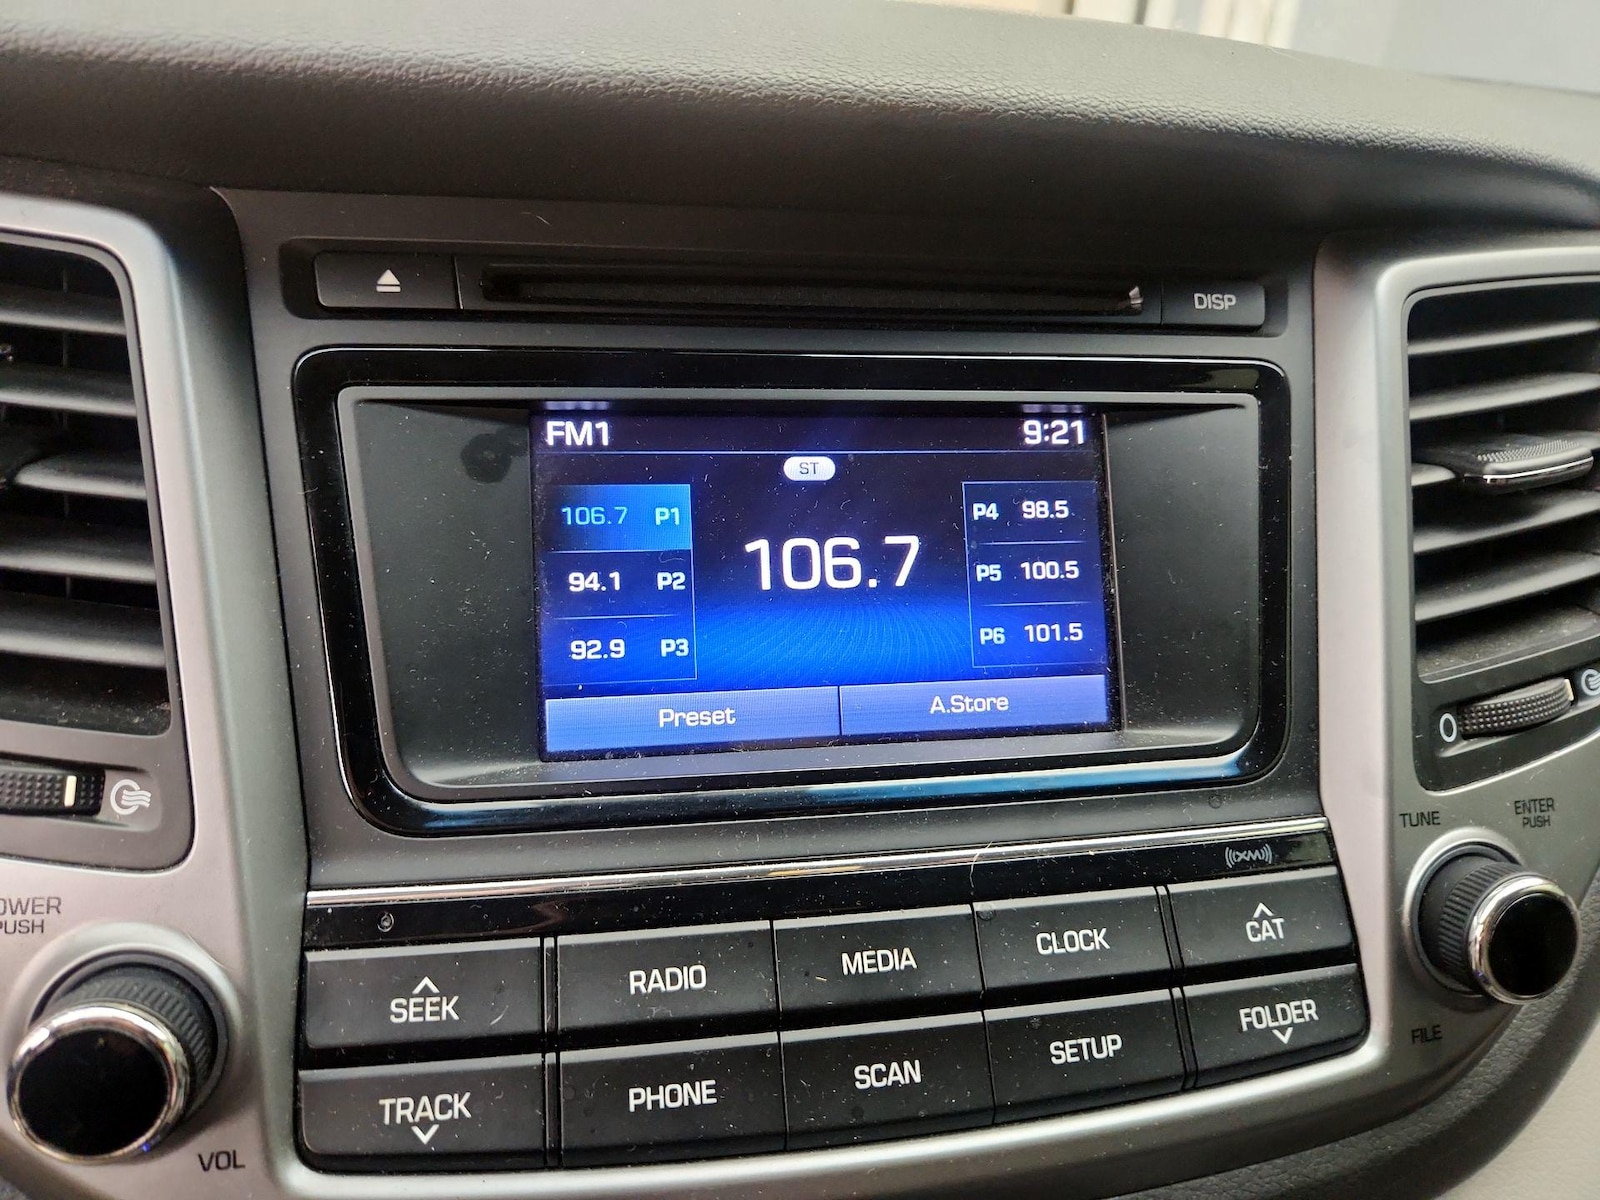 DISP
FM1 9:21
ST
106.7 P1
94.1 P2
92.9 P3
106.7
P4 98.5
P5 100.5
P6 101.5
Preset A.Store
TUNE
ENTER
PUSH
((XM))
OWER
PUSH
SEEK RADIO MEDIA CLOCK CAT
TRACK PHONE SCAN SETUP FOLDER
VOL
FILE